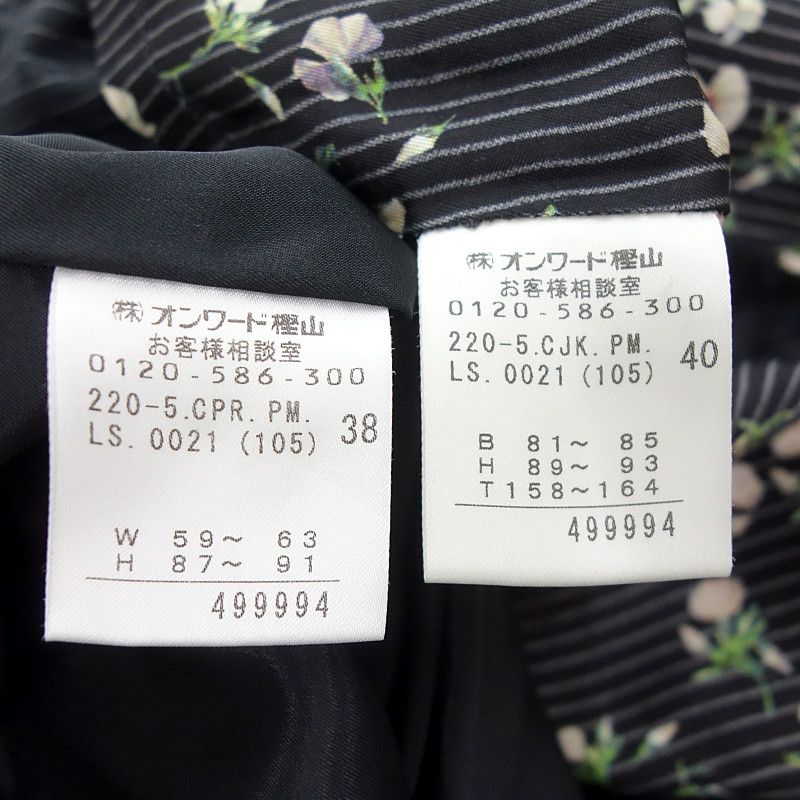 ㈱オンワード樫山
お客様相談室
0120-586-300
220-5.CPR.PM.
LS.0021 (105) 38
W 59～ 63
H 87～ 91
499994
㈱オンワード樫山
お客様相談室
0120-586-300
220-5.CJK.PM.
LS.0021 (105) 40
B 81～ 85
H 89～ 93
T158～164
499994